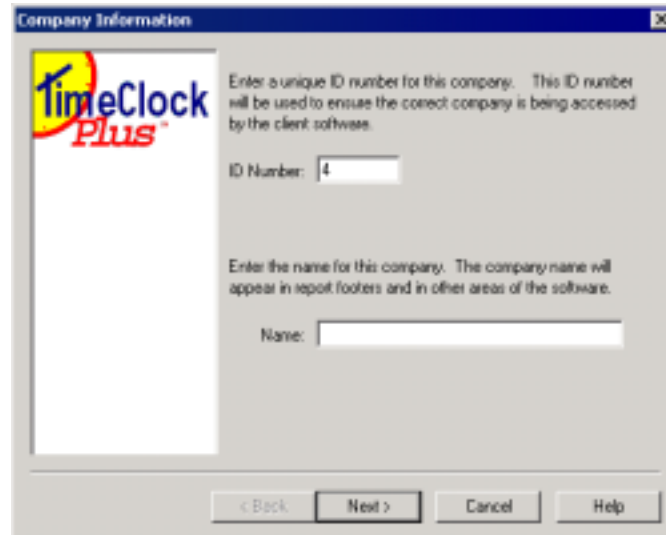 Company Information
TimeClock
Plus™
Enter a unique ID number for this company. This ID number
will be used to ensure the correct company is being accessed
by the client software.
ID Number: 4
Enter the name for this company. The company name will
appear in report footers and in other areas of the software.
Name:
< Back Next > Cancel Help